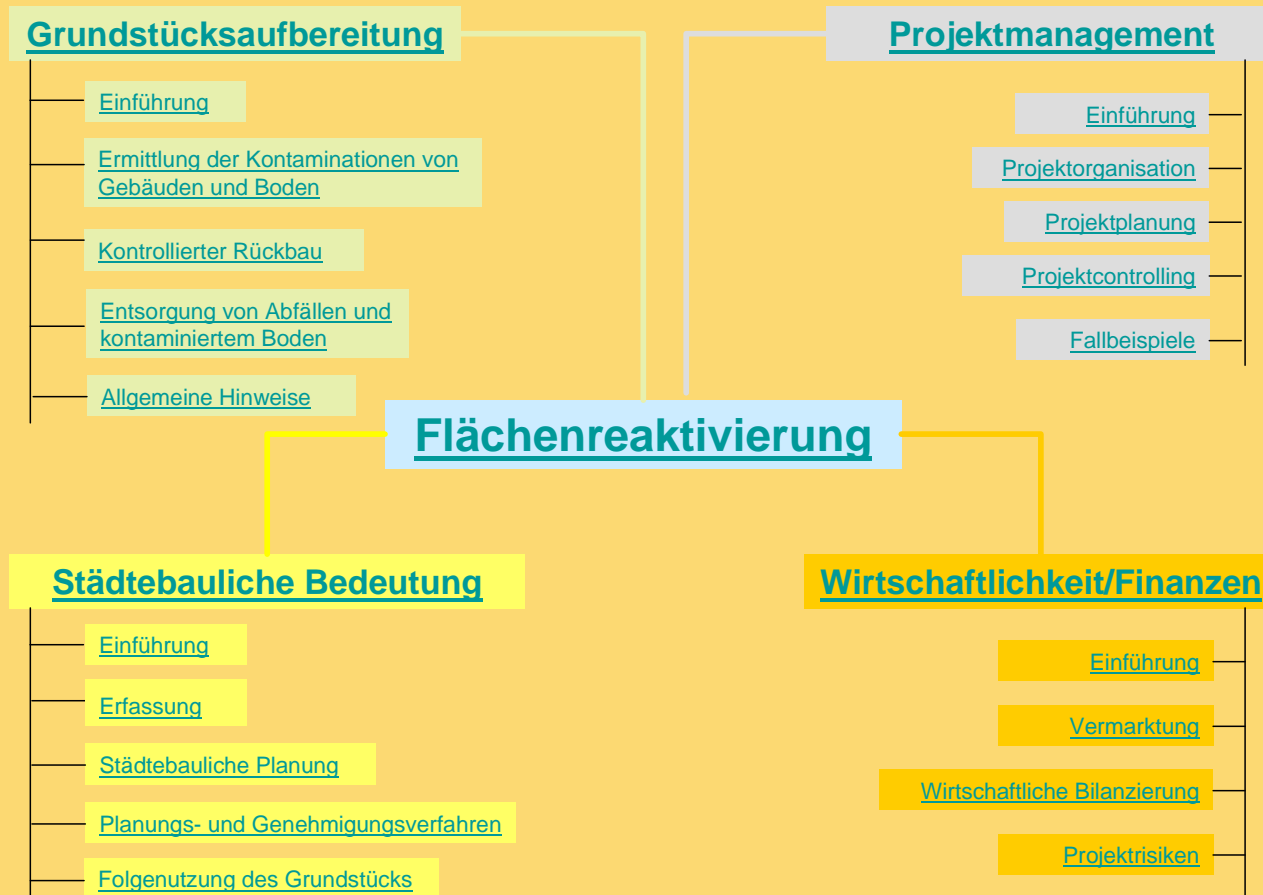 Grundstücksaufbereitung
Einführung
Ermittlung der Kontaminationen von
Gebäuden und Boden
Kontrollierter Rückbau
Entsorgung von Abfällen und
kontaminiertem Boden
Allgemeine Hinweise
Projektmanagement
Einführung
Projektorganisation
Projektplanung
Projektcontrolling
Fallbeispiele
Flächenreaktivierung
Städtebauliche Bedeutung
Einführung
Erfassung
Städtebauliche Planung
Planungs- und Genehmigungsverfahren
Folgenutzung des Grundstücks
Wirtschaftlichkeit/Finanzen
Einführung
Vermarktung
Wirtschaftliche Bilanzierung
Projektrisiken